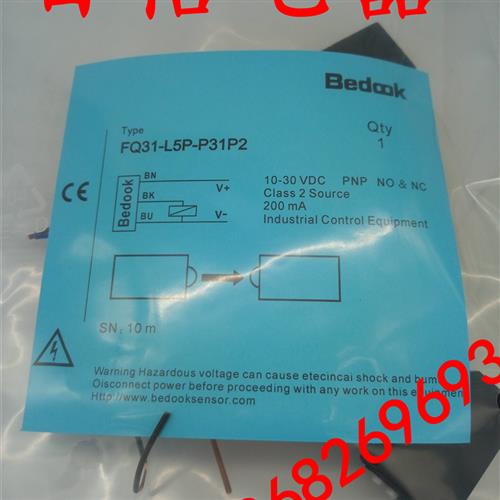 Bedook
Type
FQ31-L5P-P31P2
Qty
1
Bedook
BN
BK
BU
V+
V-
10-30 VDC PNP NO & NC
Class 2 Source
200 mA
Industrial Control Equipment
CE
SN: 10 m
Warning Hazardous voltage can cause etecincai shock and
Oisconnect power before proceeding with any work on this equipment
Http://www.bedooksensor.com
68269693